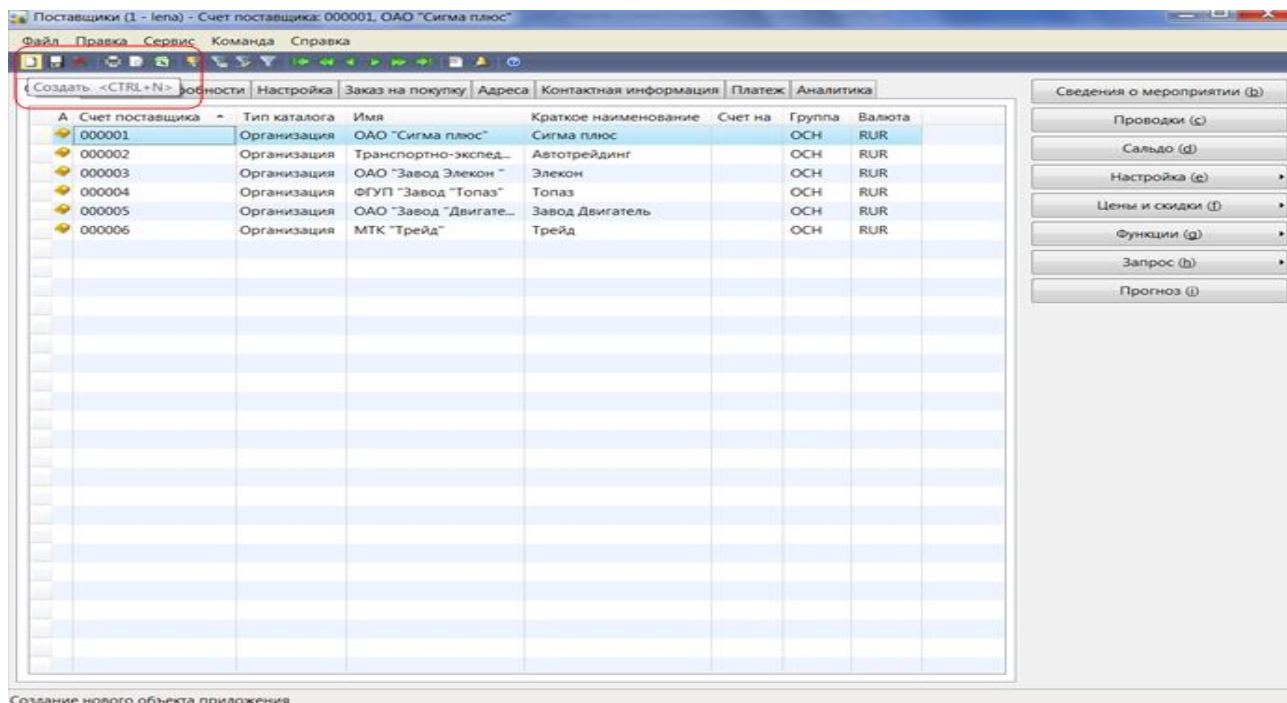 Поставщики (1 - lena) - Счет поставщика: 000001, ОАО "Сигма плюс"
Файл Правка Сервис Команда Справка
Создать <CTRL+N>
Настройка Заказ на покупку Адреса Контактная информация Платеж Аналитика
А Счет поставщика Тип каталога Имя Краткое наименование Счет на Группа Валюта
000001 Организация ОАО "Сигма плюс" Сигма плюс ОСН RUR
000002 Организация Транспортно-экспед... Автотрейдинг ОСН RUR
000003 Организация ОАО "Завод Элекон " Элекон ОСН RUR
000004 Организация ФГУП "Завод "Топаз" Топаз ОСН RUR
000005 Организация ОАО "Завод "Двигате... Завод Двигатель ОСН RUR
000006 Организация МТК "Трейд" Трейд ОСН RUR
Сведения о мероприятии (b)
Проводки (c)
Сальдо (d)
Настройка (e)
Цены и скидки (f)
Функции (g)
Запрос (h)
Прогноз (i)
Создание нового объекта приложения